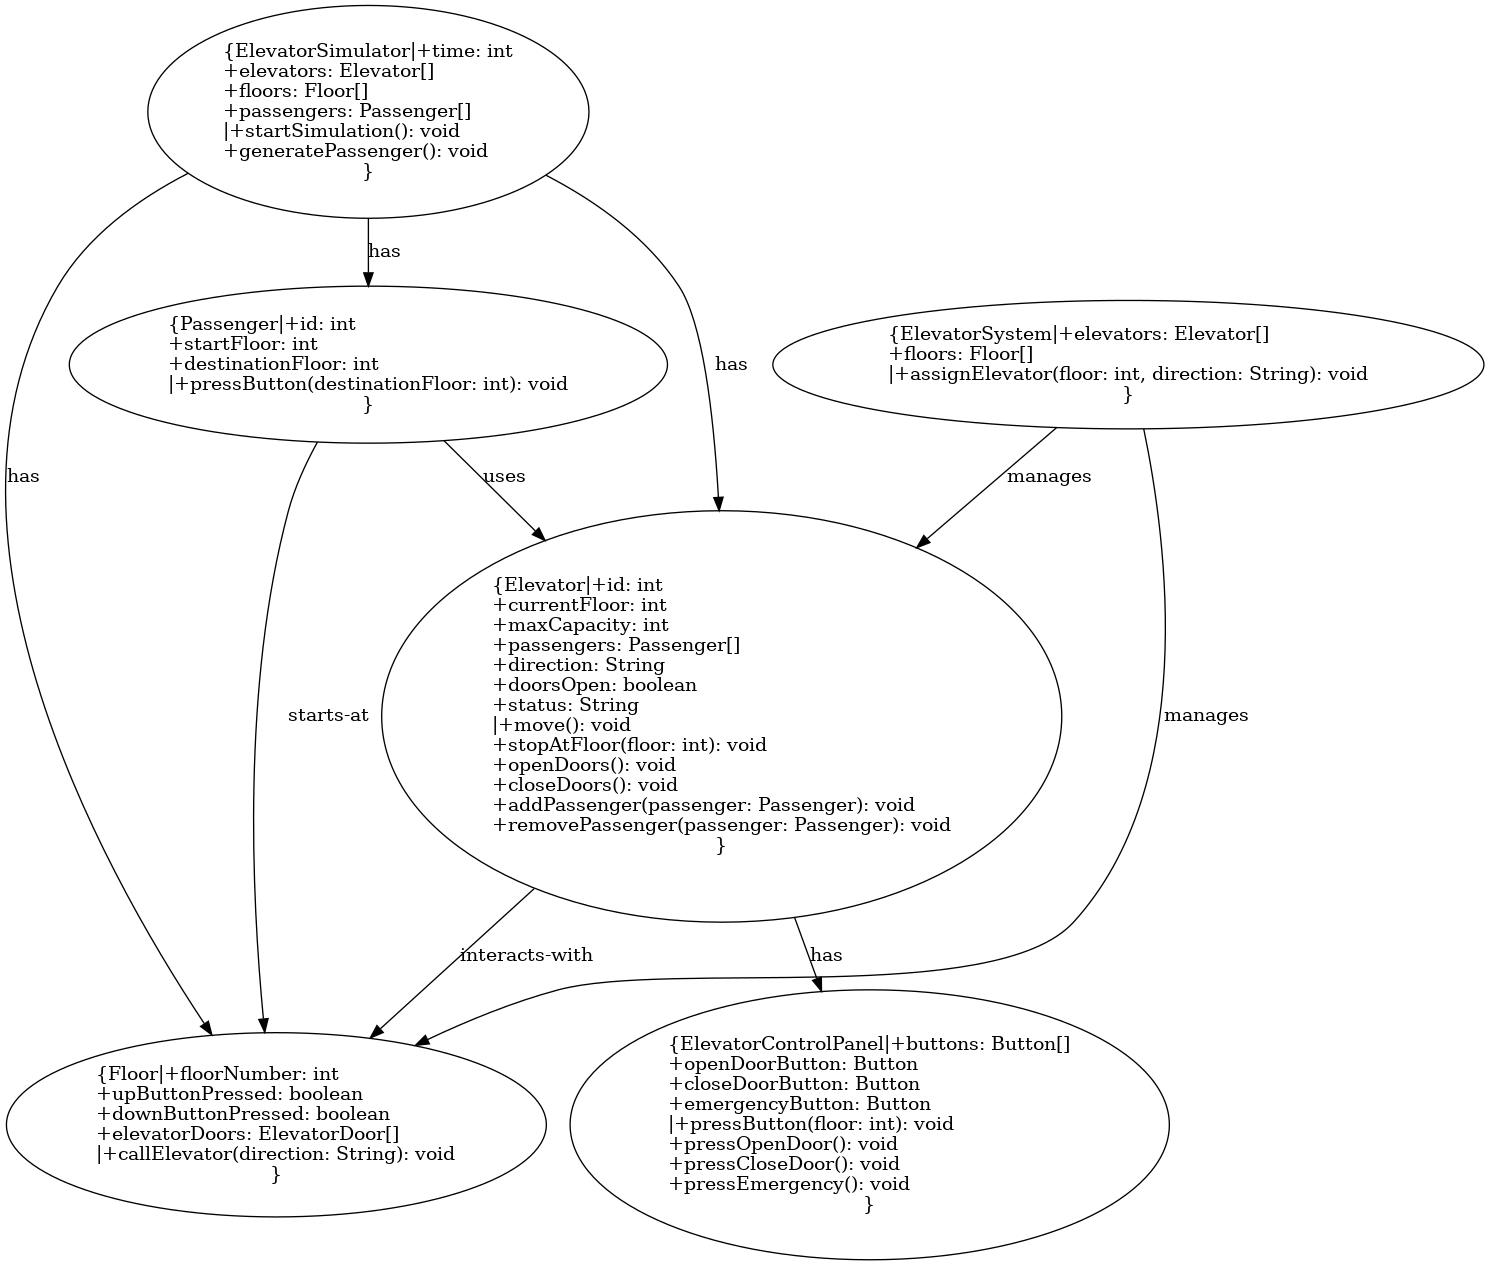 {ElevatorSimulator|+time: int
+elevators: Elevator[]
+floors: Floor[]
+passengers: Passenger[]
|+startSimulation(): void
+generatePassenger(): void
}
has
{Passenger|+id: int
+startFloor: int
+destinationFloor: int
|+pressButton(destinationFloor: int): void
}
has
{ElevatorSystem|+elevators: Elevator[]
+floors: Floor[]
|+assignElevator(floor: int, direction: String): void
}
has
uses
manages
{Elevator|+id: int
+currentFloor: int
+maxCapacity: int
+passengers: Passenger[]
+direction: String
+doorsOpen: boolean
+status: String
|+move(): void
+stopAtFloor(floor: int): void
+openDoors(): void
+closeDoors(): void
+addPassenger(passenger: Passenger): void
+removePassenger(passenger: Passenger): void
}
starts-at
manages
interacts-with
has
{Floor|+floorNumber: int
+upButtonPressed: boolean
+downButtonPressed: boolean
+elevatorDoors: ElevatorDoor[]
|+callElevator(direction: String): void
}
{ElevatorControlPanel|+buttons: Button[]
+openDoorButton: Button
+closeDoorButton: Button
+emergencyButton: Button
|+pressButton(floor: int): void
+pressOpenDoor(): void
+pressCloseDoor(): void
+pressEmergency(): void
}